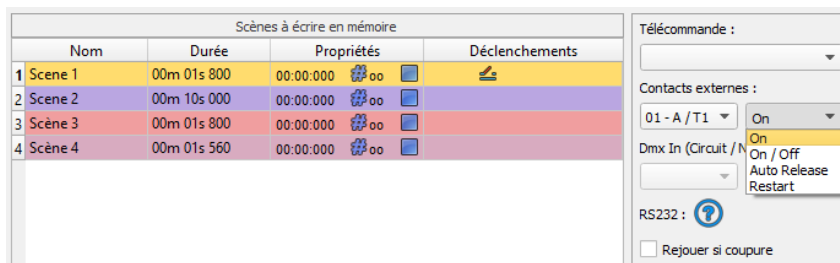 Scènes à écrire en mémoire
Nom Durée Propriétés Déclenchements
1 Scene 1 00m 01s 800 00:00:000 # oo
2 Scene 2 00m 10s 000 00:00:000 # oo
3 Scène 3 00m 01s 800 00:00:000 # oo
4 Scène 4 00m 01s 560 00:00:000 # oo
Télécommande :
Contacts externes :
01 - A / T1 On
On
Dmx In (Circuit / N
On / Off
Auto Release
Restart
RS232 : ?
Rejouer si coupure